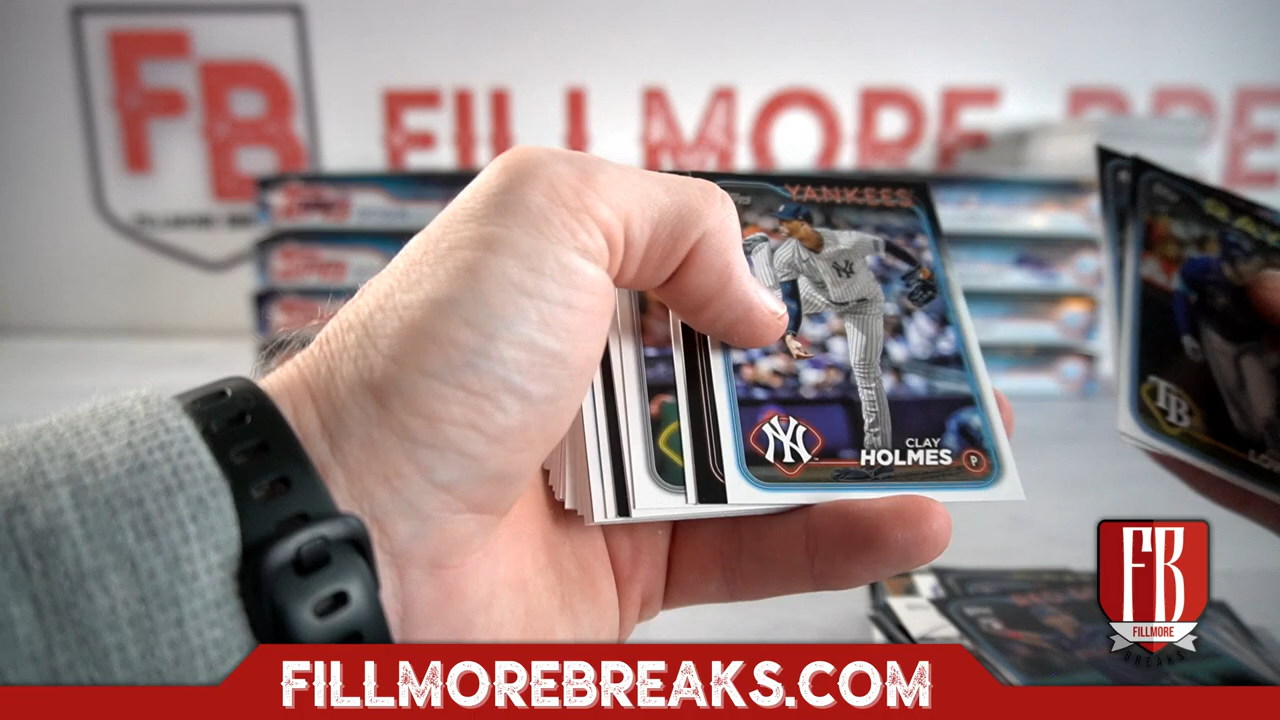 FB
FILLMORE BRE
YANKEES
NY
CLAY
HOLMES
P
TB
FB
FILLMORE
BREAKS
FILLMOREBREAKS.COM